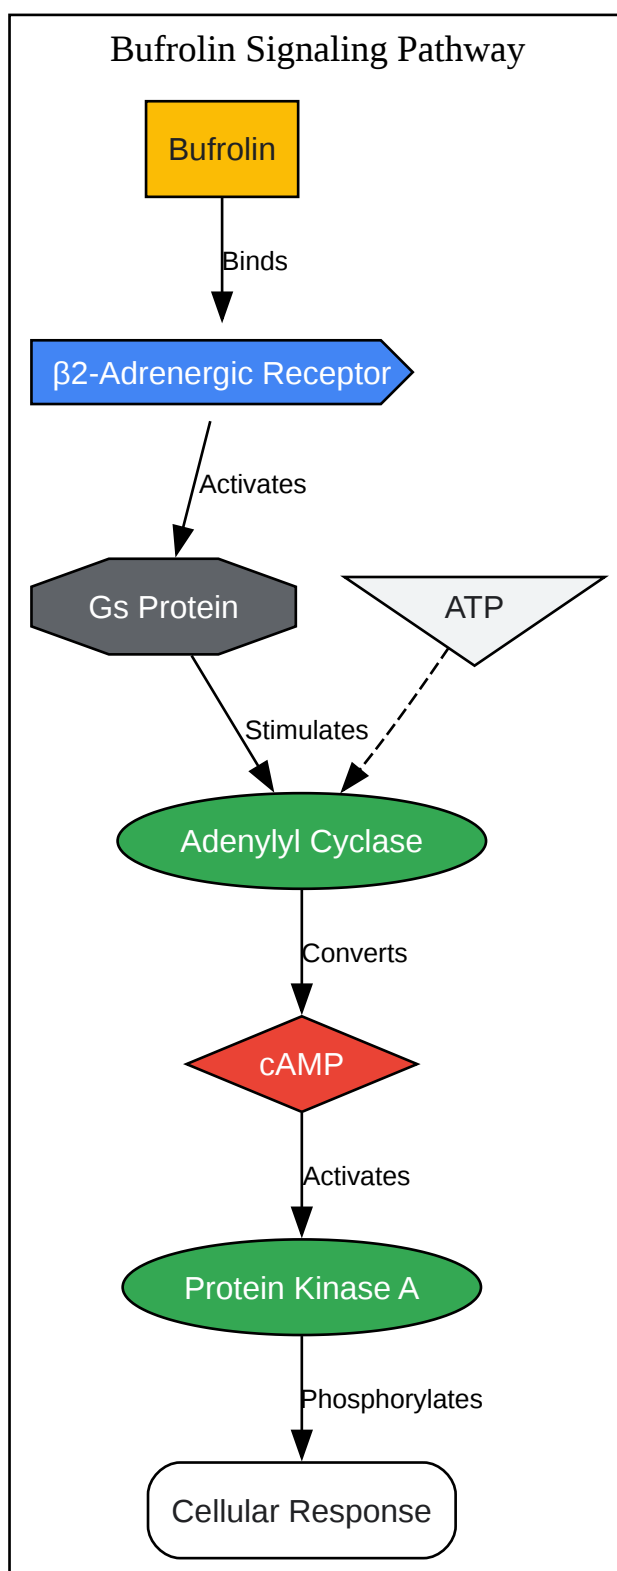 Bufrolin Signaling Pathway
Bufrolin
Binds
β2-Adrenergic Receptor
Activates
Gs Protein
ATP
Stimulates
Adenylyl Cyclase
Converts
cAMP
Activates
Protein Kinase A
Phosphorylates
Cellular Response